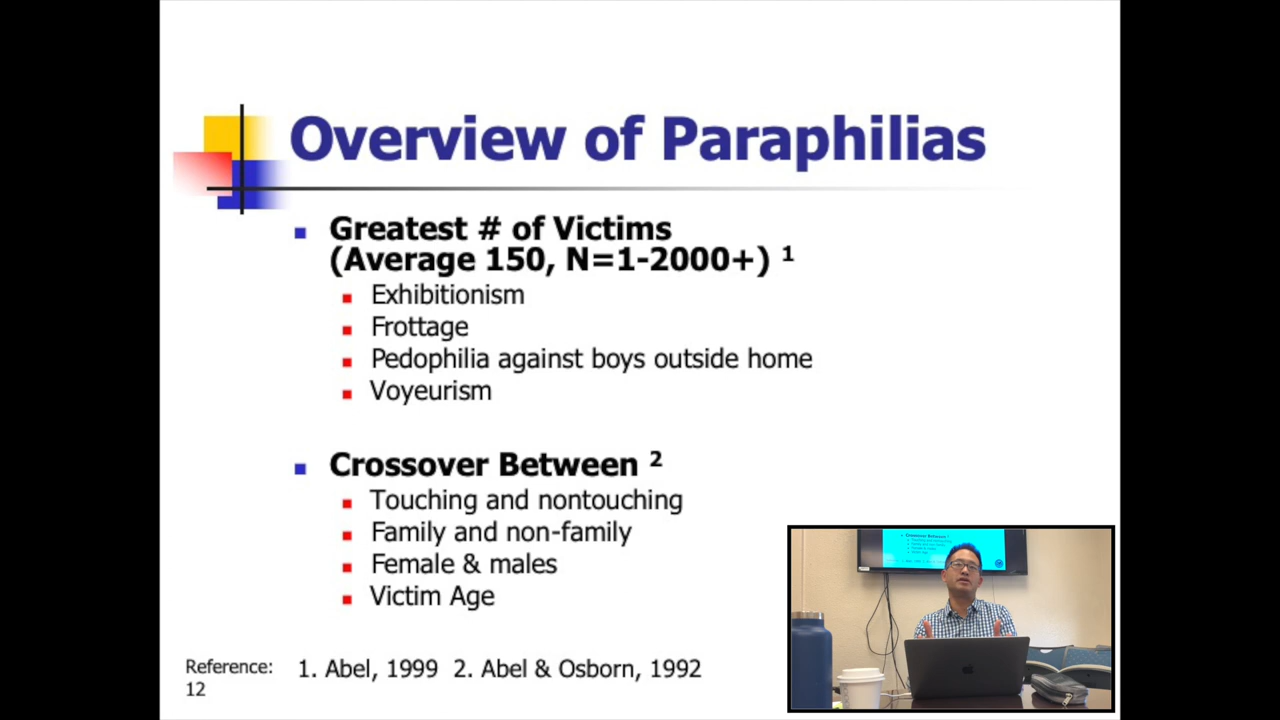 Overview of Paraphilias
Greatest # of Victims
(Average 150, N=1-2000+) 1
Exhibitionism
Frottage
Pedophilia against boys outside home
Voyeurism
Crossover Between 2
Touching and nontouching
Family and non-family
Female & males
Victim Age
Reference: 1. Abel, 1999 2. Abel & Osborn, 1992
12
Crossover Between